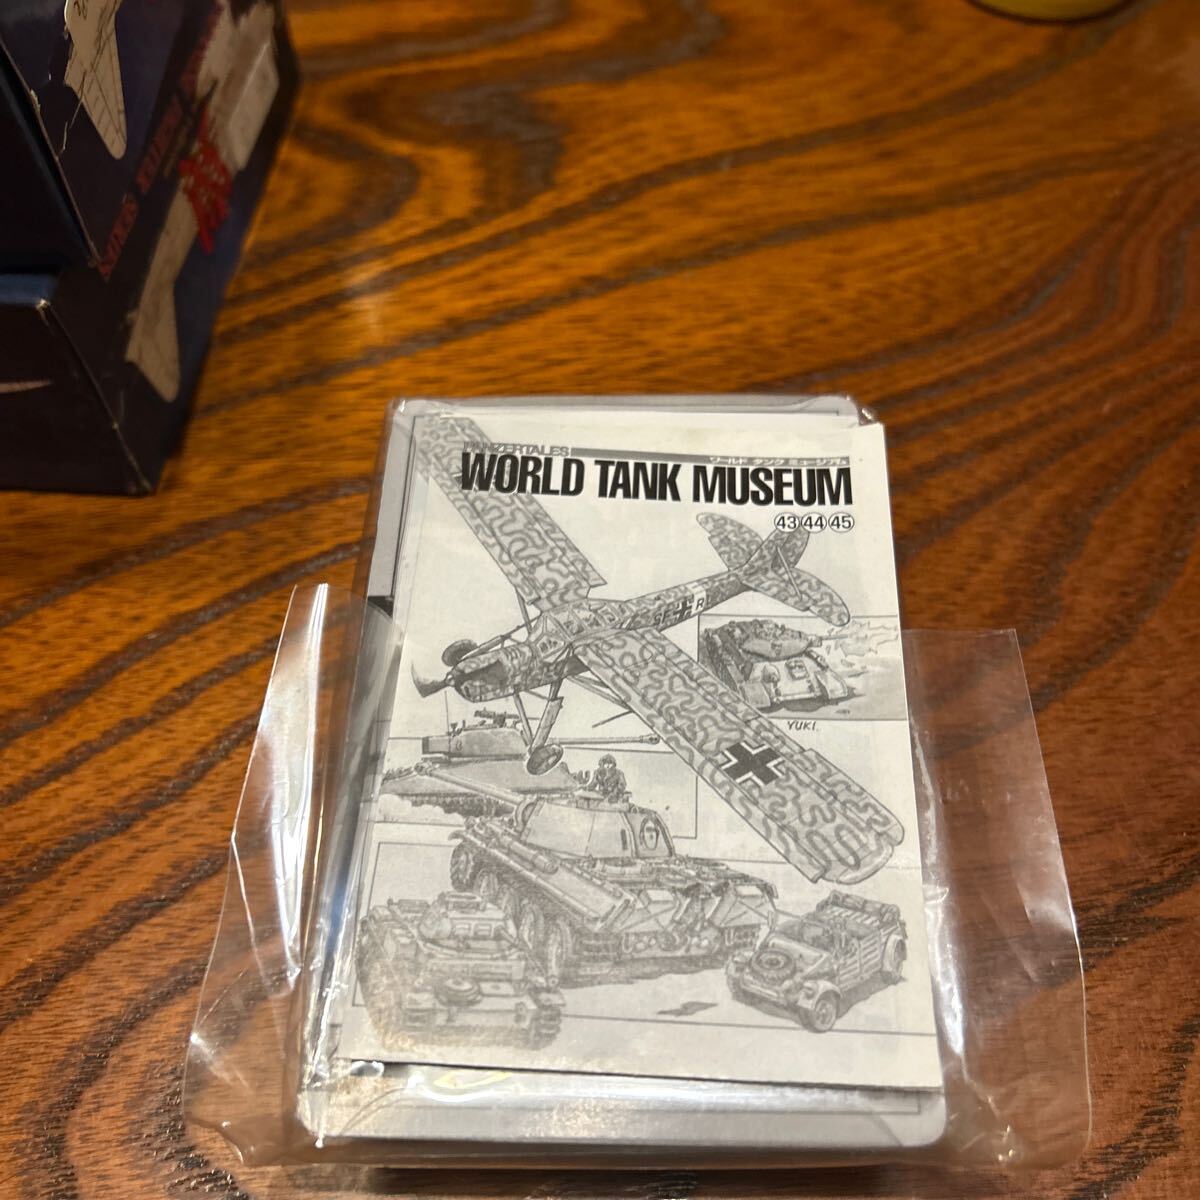 PANZERTALES
ワールド タンク ミュージアム
WORLD TANK MUSEUM
43 44 45
SF R
YUKI.